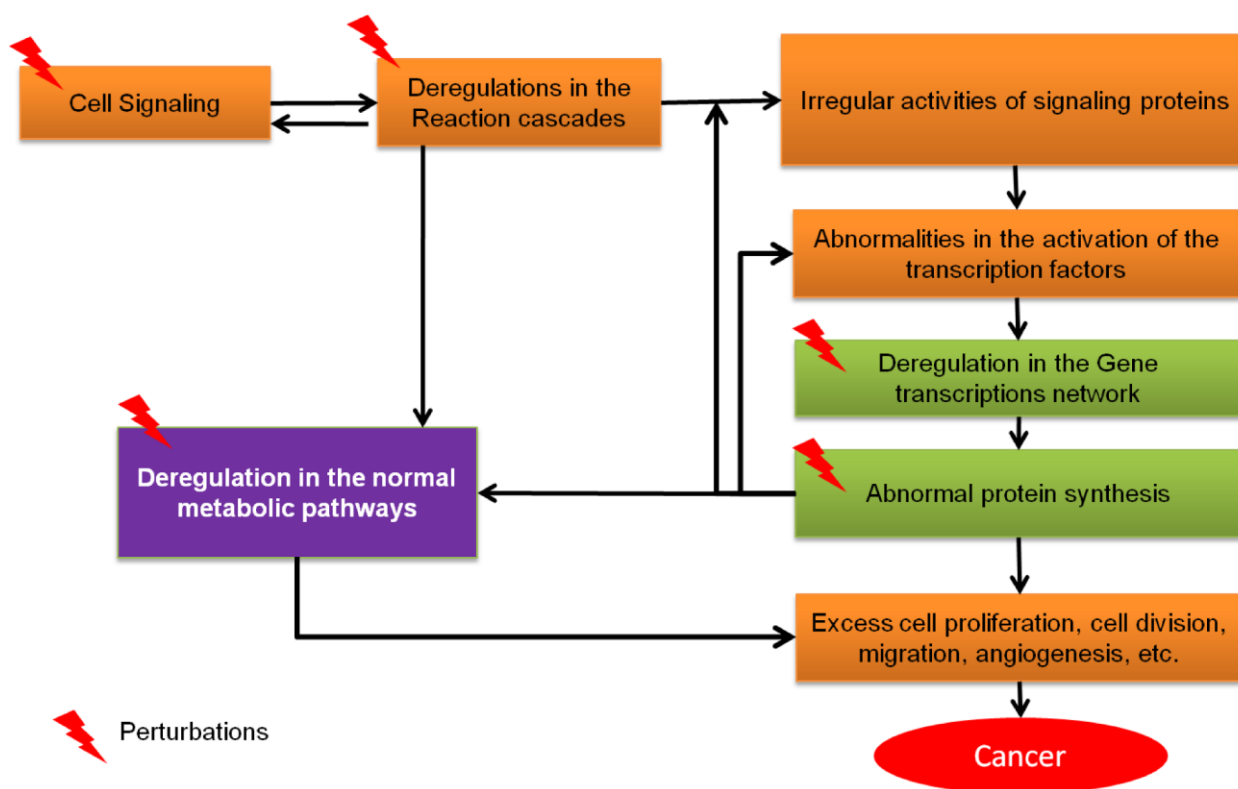 Cell Signaling
Deregulations in the
Reaction cascades
Irregular activities of signaling proteins
Abnormalities in the activation of the
transcription factors
Deregulation in the Gene
transcriptions network
Deregulation in the normal
metabolic pathways
Abnormal protein synthesis
Excess cell proliferation, cell division,
migration, angiogenesis, etc.
Perturbations
Cancer